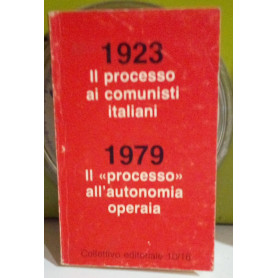 1923
Il processo
ai comunisti
italiani
1979
Il «processo»
all'autonomia
operaia
Collettivo editoriale 10/16